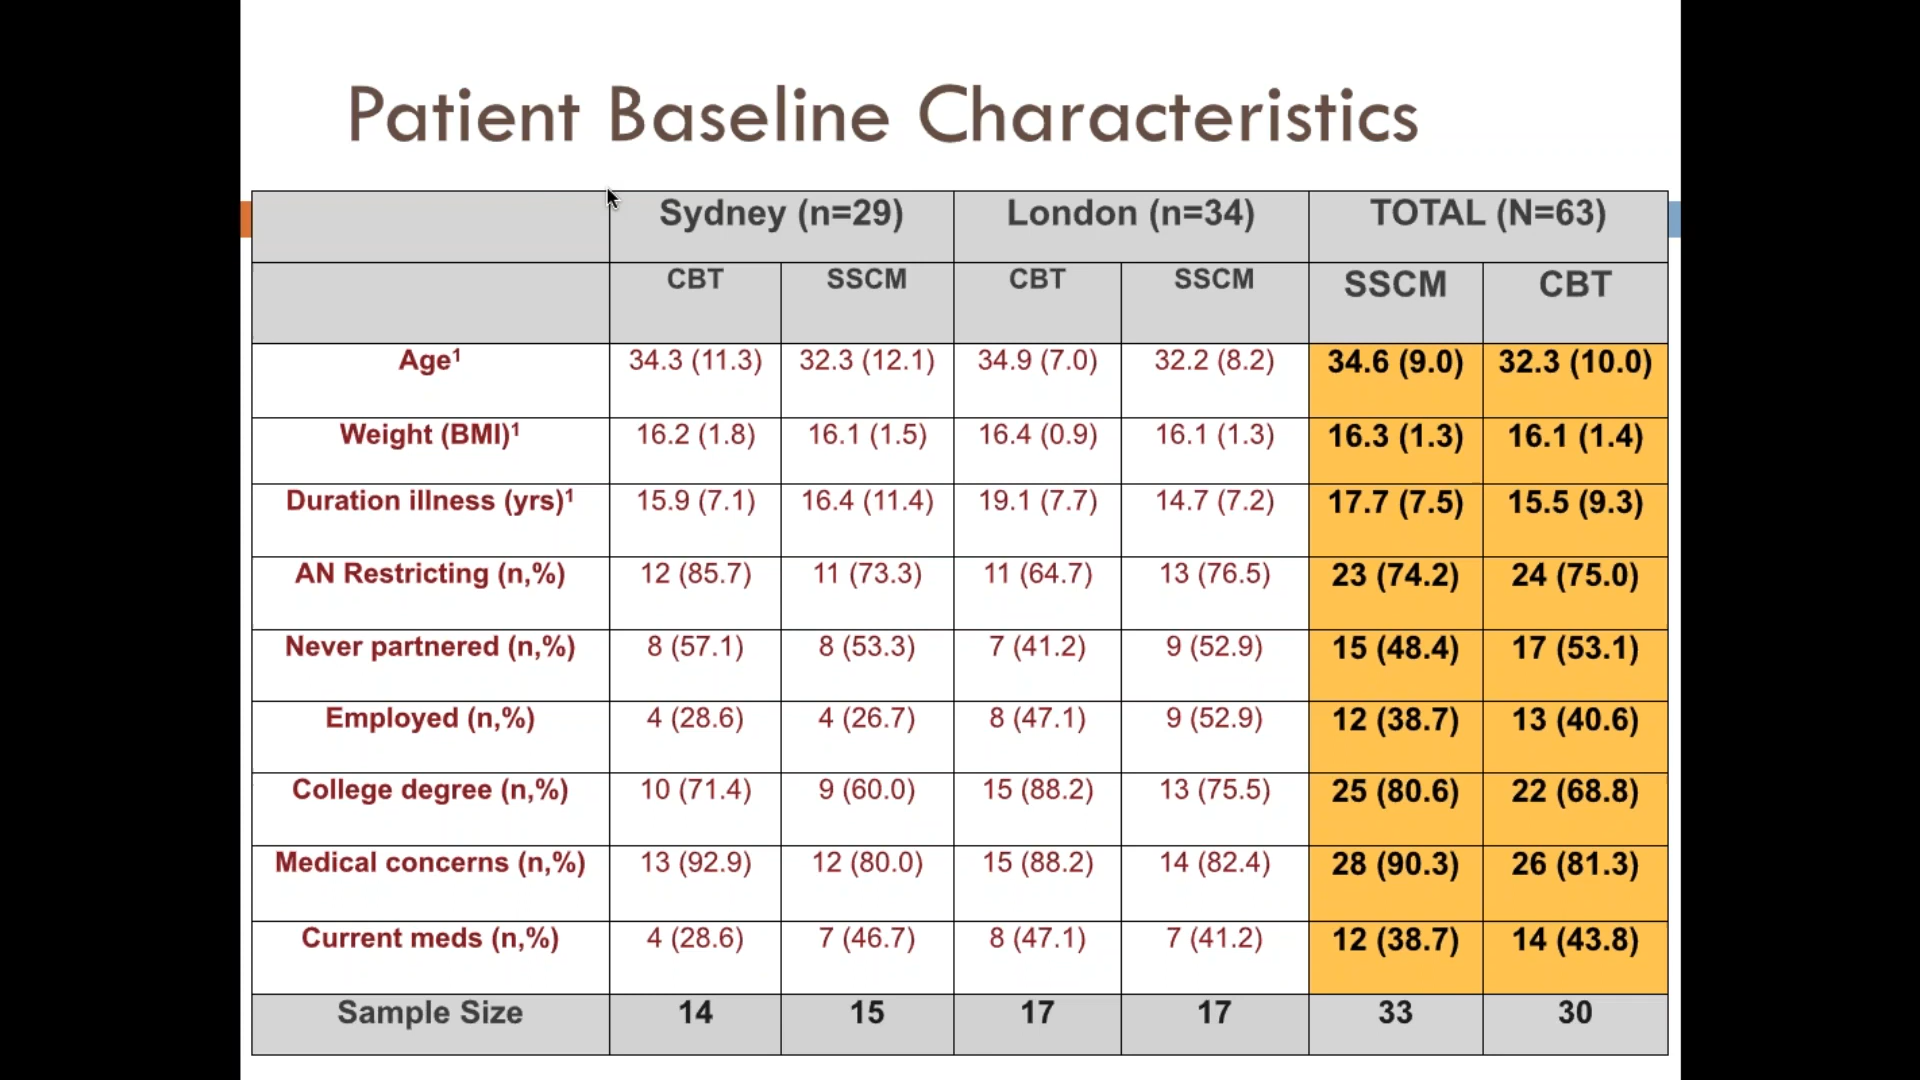 Patient Baseline Characteristics
Sydney (n=29) London (n=34) TOTAL (N=63)
CBT SSCM CBT SSCM SSCM CBT
Age¹ 34.3 (11.3) 32.3 (12.1) 34.9 (7.0) 32.2 (8.2) 34.6 (9.0) 32.3 (10.0)
Weight (BMI)¹ 16.2 (1.8) 16.1 (1.5) 16.4 (0.9) 16.1 (1.3) 16.3 (1.3) 16.1 (1.4)
Duration illness (yrs)¹ 15.9 (7.1) 16.4 (11.4) 19.1 (7.7) 14.7 (7.2) 17.7 (7.5) 15.5 (9.3)
AN Restricting (n,%) 12 (85.7) 11 (73.3) 11 (64.7) 13 (76.5) 23 (74.2) 24 (75.0)
Never partnered (n,%) 8 (57.1) 8 (53.3) 7 (41.2) 9 (52.9) 15 (48.4) 17 (53.1)
Employed (n,%) 4 (28.6) 4 (26.7) 8 (47.1) 9 (52.9) 12 (38.7) 13 (40.6)
College degree (n,%) 10 (71.4) 9 (60.0) 15 (88.2) 13 (75.5) 25 (80.6) 22 (68.8)
Medical concerns (n,%) 13 (92.9) 12 (80.0) 15 (88.2) 14 (82.4) 28 (90.3) 26 (81.3)
Current meds (n,%) 4 (28.6) 7 (46.7) 8 (47.1) 7 (41.2) 12 (38.7) 14 (43.8)
Sample Size 14 15 17 17 33 30